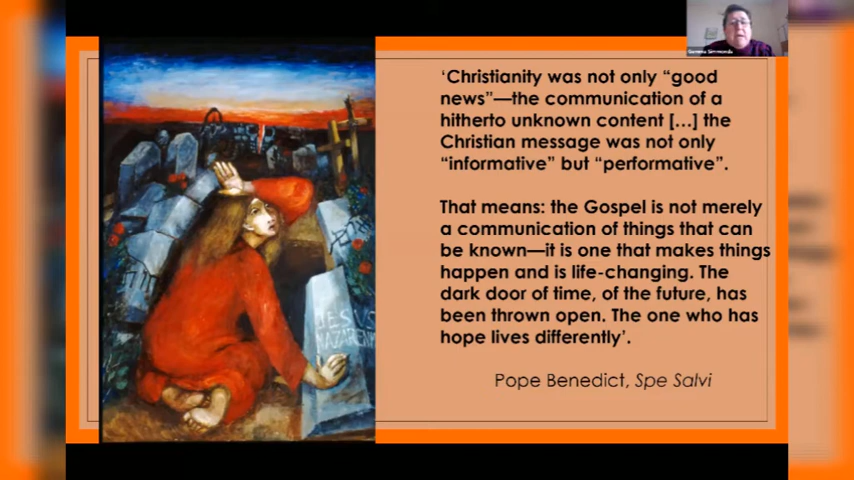 Gemma Simmonds
‘Christianity was not only “good
news”—the communication of a
hitherto unknown content [...] the
Christian message was not only
“informative” but “performative”.
That means: the Gospel is not merely
a communication of things that can
be known—it is one that makes things
happen and is life-changing. The
dark door of time, of the future, has
been thrown open. The one who has
hope lives differently’.
Pope Benedict, Spe Salvi
JESUS